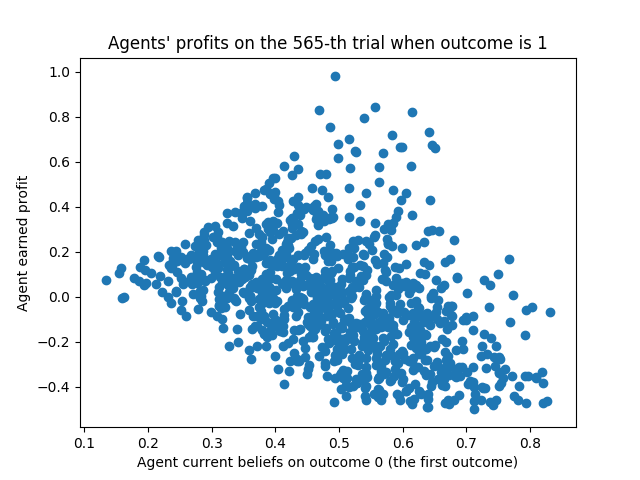 Agents' profits on the 565-th trial when outcome is 1
1.0
0.8
0.6
0.4
0.2
0.0
−0.2
−0.4
Agent earned profit
0.1 0.2 0.3 0.4 0.5 0.6 0.7 0.8
Agent current beliefs on outcome 0 (the first outcome)